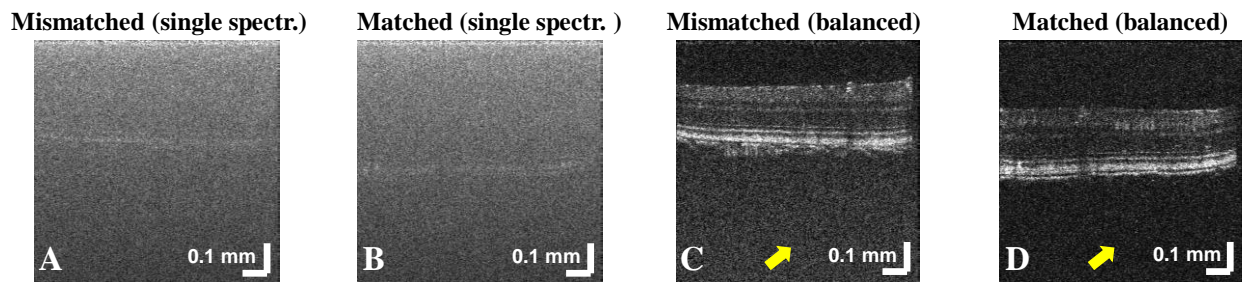 Mismatched (single spectr.)
Matched (single spectr. )
Mismatched (balanced)
Matched (balanced)
A
0.1 mm
B
0.1 mm
C
0.1 mm
D
0.1 mm